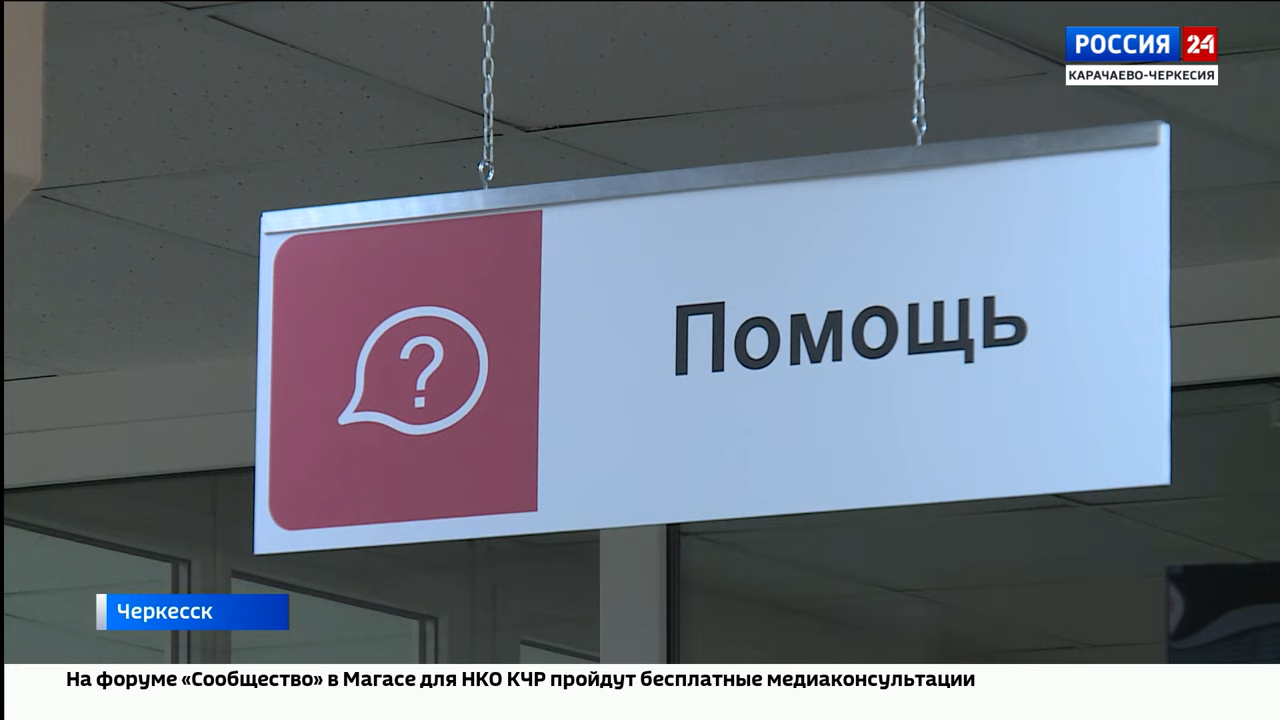 РОССИЯ 24
КАРАЧАЕВО-ЧЕРКЕСИЯ
?
Помощь
Черкесск
На форуме «Сообщество» в Магасе для НКО КЧР пройдут бесплатные медиаконсультации